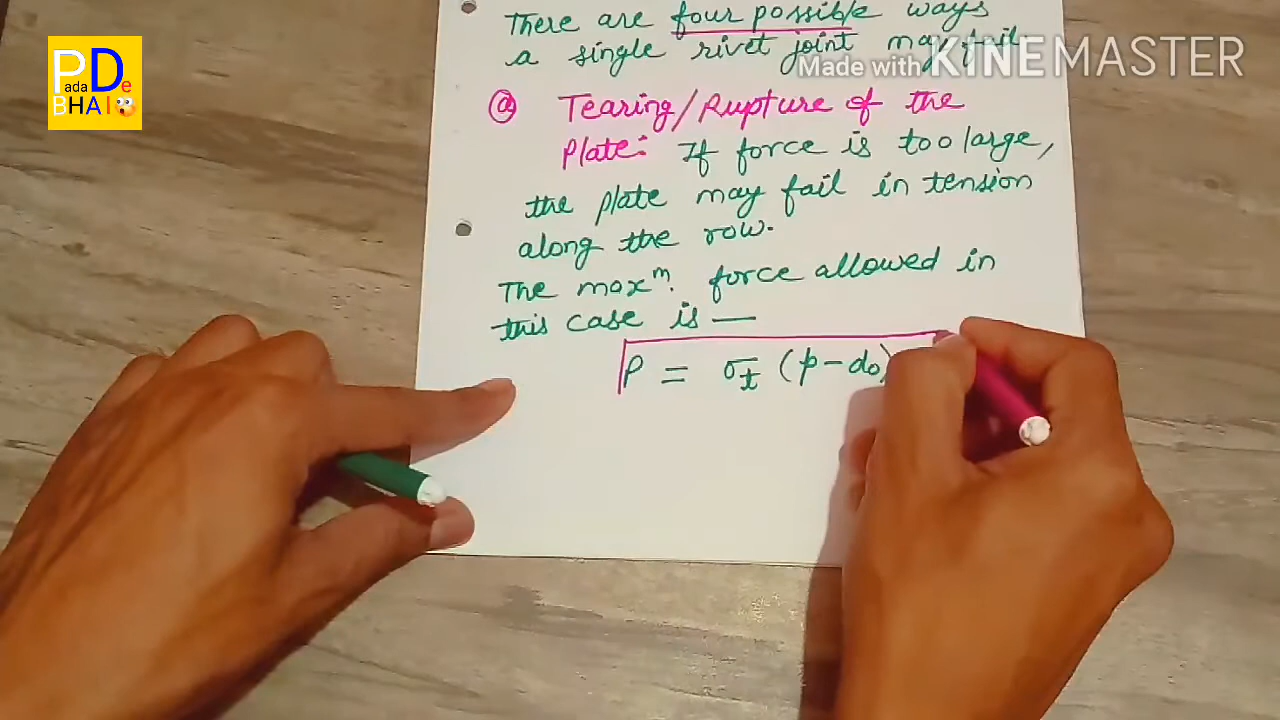 There are four possible ways
a single rivet joint may fail.
Made with KINEMASTER
PadaDe
BHAI
ⓐ Tearing/Rupture of the
Plate: If force is too large,
the plate may fail in tension
along the row.
The maxᵐ. force allowed in
this case is —
P = σt (p-do)